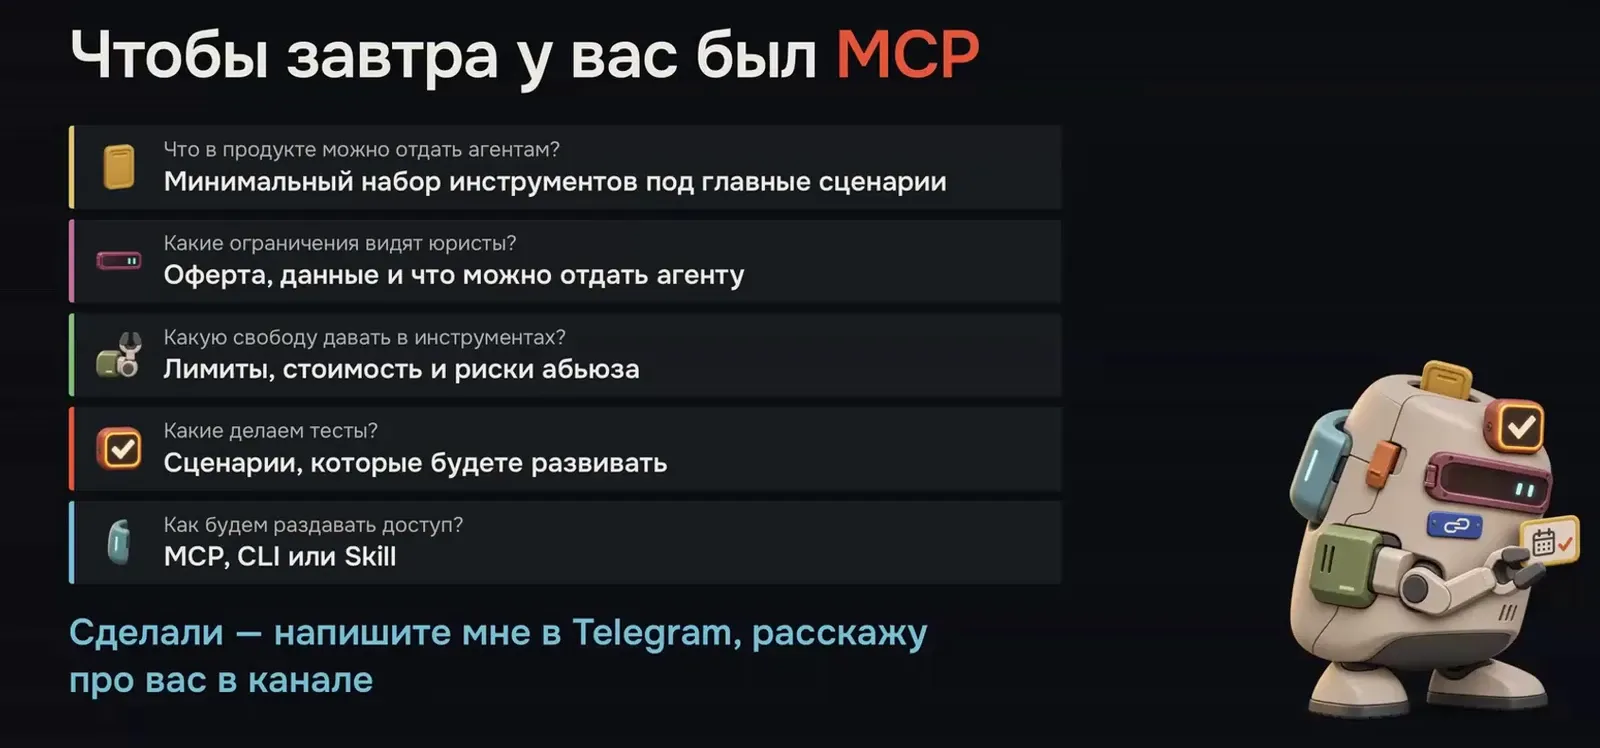 Чтобы завтра у вас был MCP
Что в продукте можно отдать агентам?
Минимальный набор инструментов под главные сценарии
Какие ограничения видят юристы?
Оферта, данные и что можно отдать агенту
Какую свободу давать в инструментах?
Лимиты, стоимость и риски абьюза
Какие делаем тесты?
Сценарии, которые будете развивать
Как будем раздавать доступ?
MCP, CLI или Skill
Сделали — напишите мне в Telegram, расскажу
про вас в канале